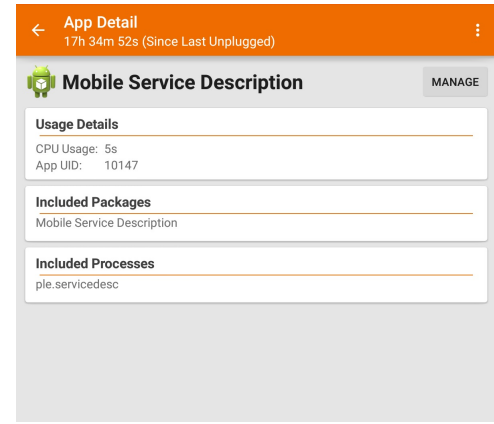 App Detail
17h 34m 52s (Since Last Unplugged)
Mobile Service Description
MANAGE
Usage Details
CPU Usage: 5s
App UID: 10147
Included Packages
Mobile Service Description
Included Processes
ple.servicedesc